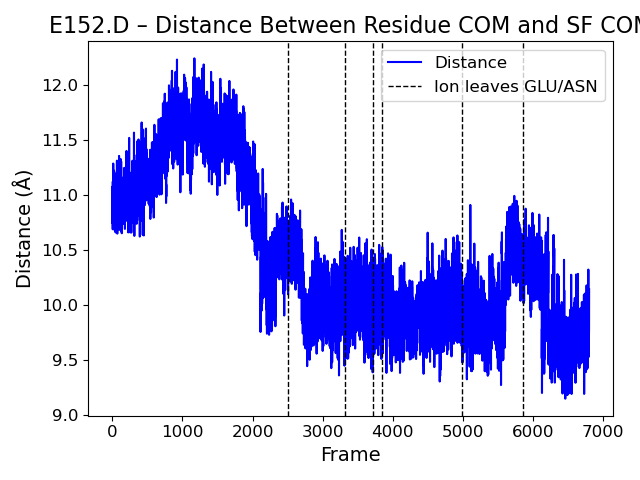 E152.D – Distance Between Residue COM and SF COM
Distance
Ion leaves GLU/ASN
12.0
11.5
11.0
10.5
10.0
9.5
9.0
Distance (Å)
0 1000 2000 3000 4000 5000 6000 7000
Frame